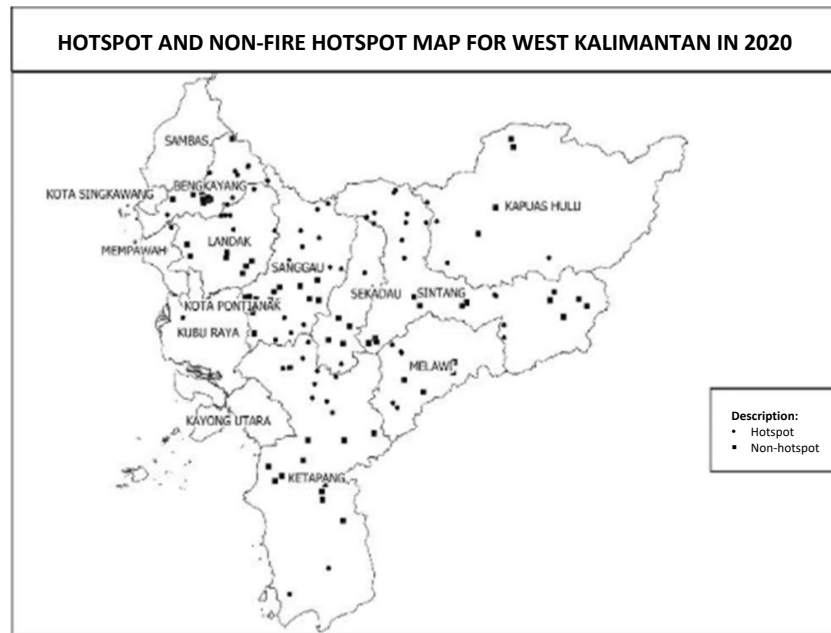 HOTSPOT AND NON-FIRE HOTSPOT MAP FOR WEST KALIMANTAN IN 2020
SAMBAS
BENGKAYANG
KOTA SINGKAWANG
KAPUAS HULU
LANDAK
MEMPAWAH
SANGGAU
SEKADAU
SINTANG
KOTA PONTIANAK
KUBU RAYA
MELAWI
KAYONG UTARA
KETAPANG
Description:
Hotspot
Non-hotspot